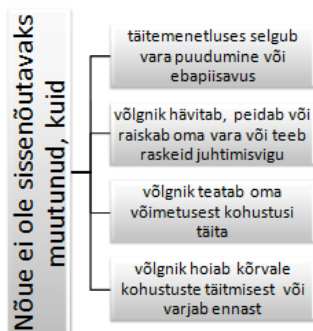 Nõue ei ole sissenõutavaks
muutunud, kuid
täitemenetluses selgub
vara puudumine või
ebapiisavus
võlgnik hävitab, peidab või
raiskab oma vara või teeb
raskeid juhtimisvigu
võlgnik teatab oma
võimetusest kohustusi
täita
võlgnik hoiab kõrvale
kohustuste täitmisest või
varjab ennast